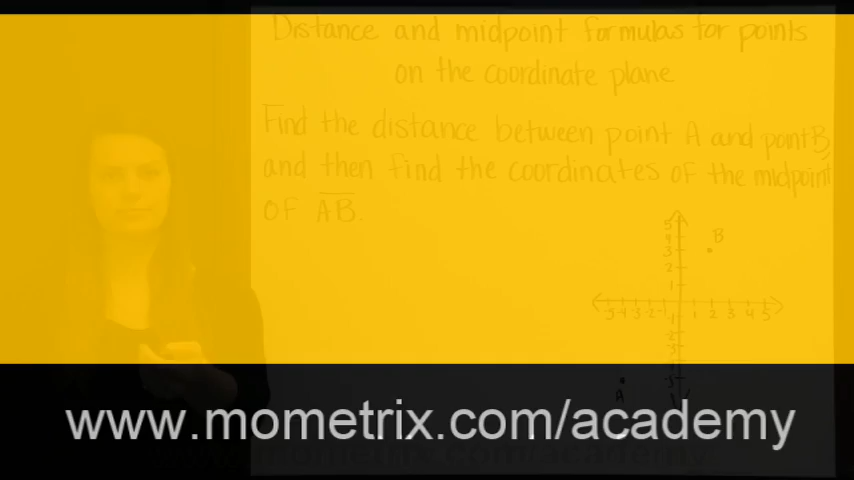 Distance and midpoint formulas for points
on the coordinate plane
Find the distance between point A and point B,
and then find the coordinates of the midpoint
of AB.
5
4
B
3
2
1
-5 -4 -3 -2 -1 1 2 3 4 5
-1
-2
A
www.mometrix.com/academy